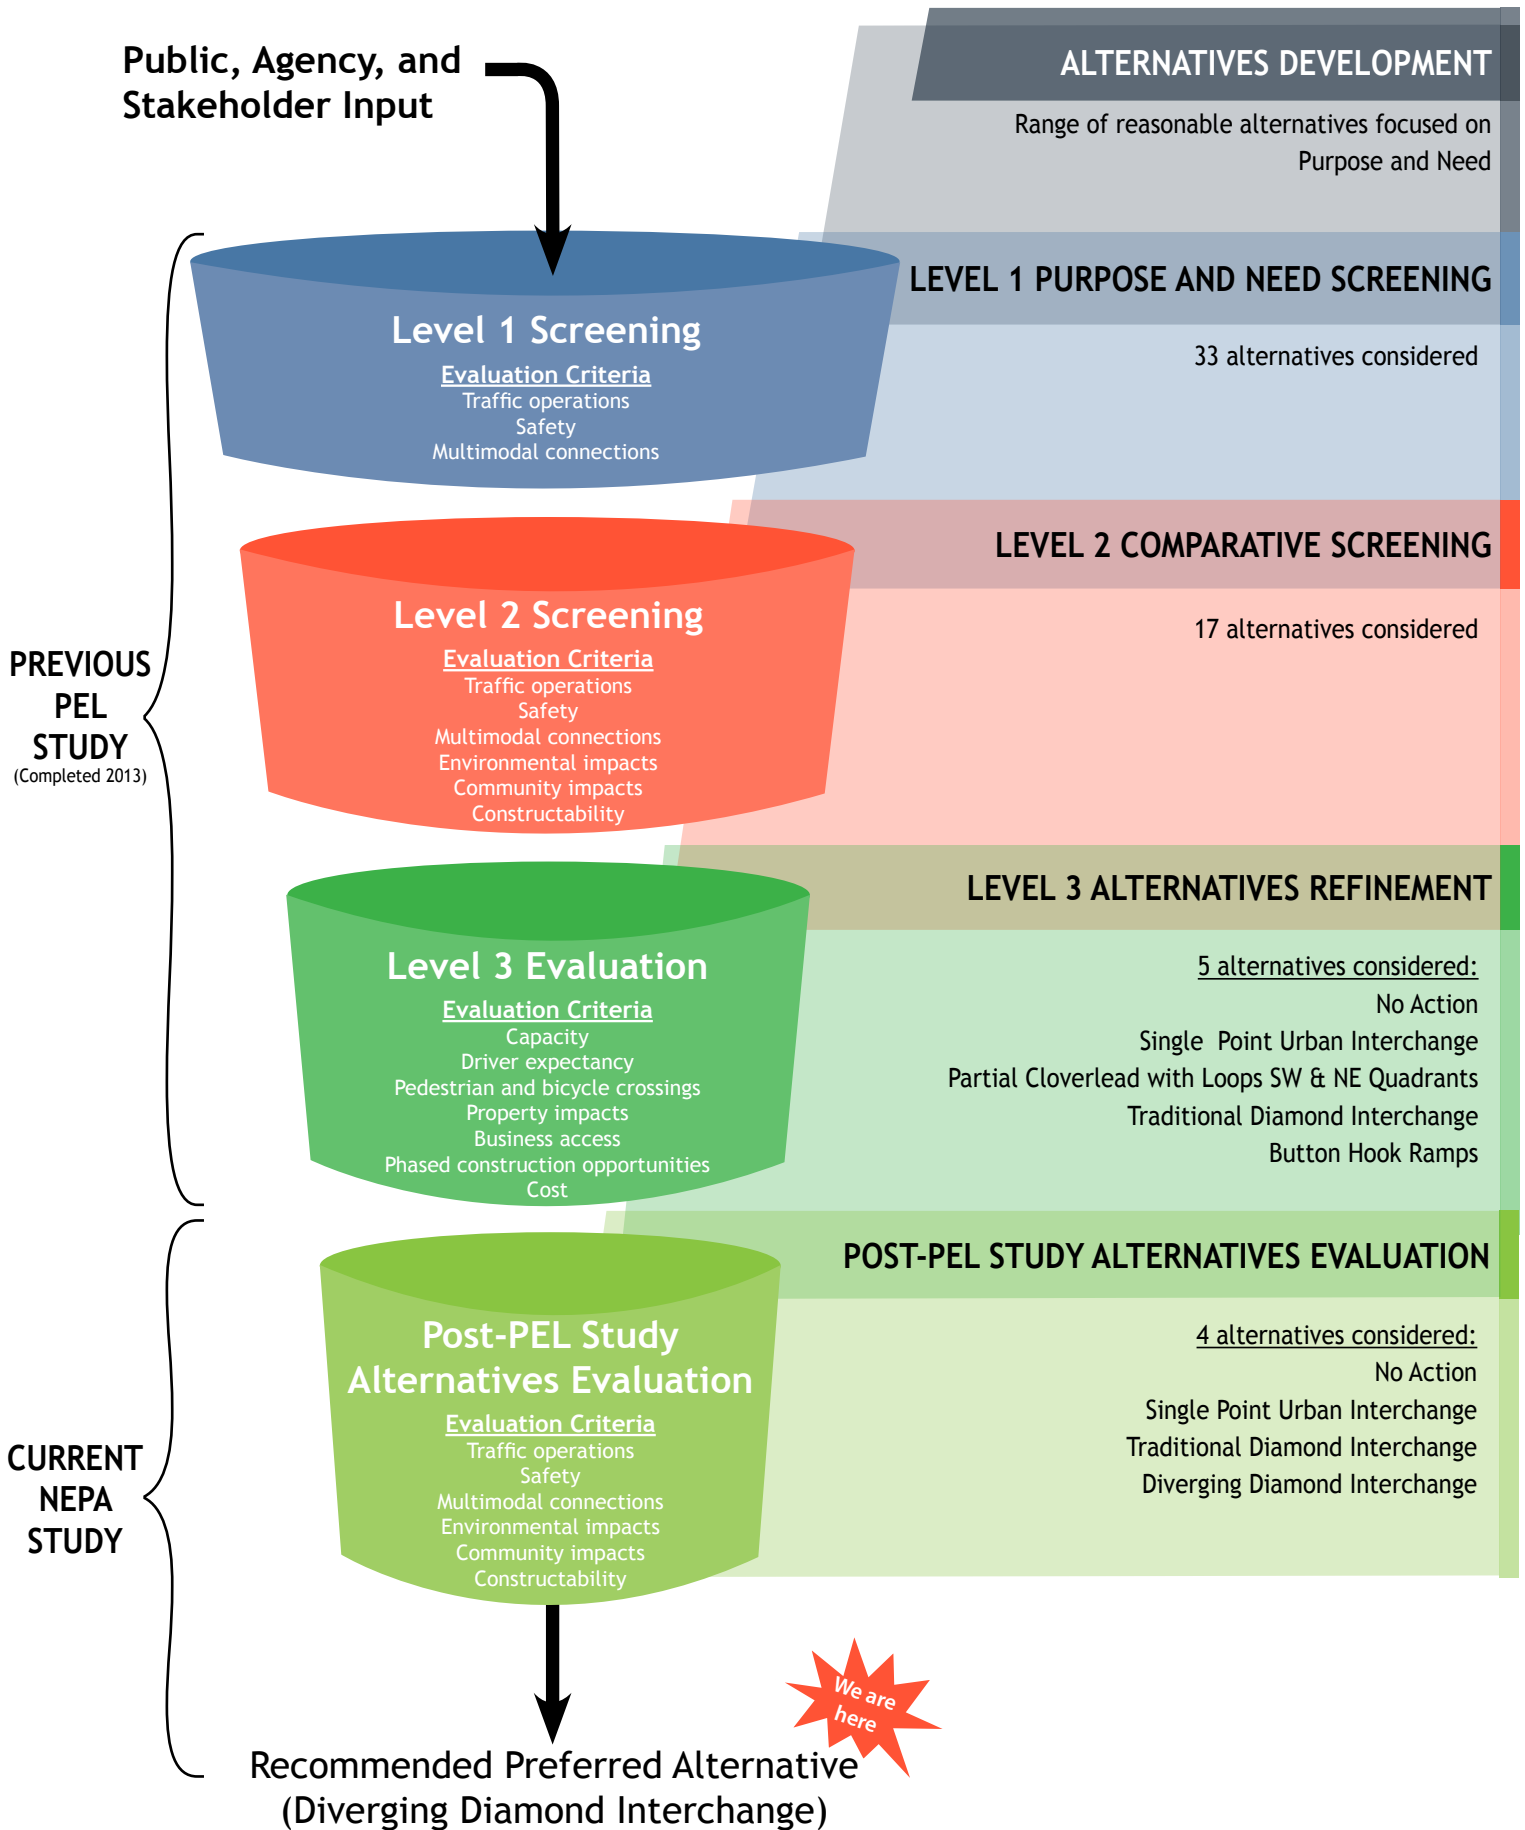 Public, Agency, and
Stakeholder Input
ALTERNATIVES DEVELOPMENT
Range of reasonable alternatives focused on
Purpose and Need
LEVEL 1 PURPOSE AND NEED SCREENING
33 alternatives considered
Level 1 Screening
Evaluation Criteria
Traffic operations
Safety
Multimodal connections
LEVEL 2 COMPARATIVE SCREENING
17 alternatives considered
Level 2 Screening
Evaluation Criteria
Traffic operations
Safety
Multimodal connections
Environmental impacts
Community impacts
Constructability
PREVIOUS
PEL
STUDY
(Completed 2013)
LEVEL 3 ALTERNATIVES REFINEMENT
5 alternatives considered:
No Action
Single Point Urban Interchange
Partial Cloverlead with Loops SW & NE Quadrants
Traditional Diamond Interchange
Button Hook Ramps
Level 3 Evaluation
Evaluation Criteria
Capacity
Driver expectancy
Pedestrian and bicycle crossings
Property impacts
Business access
Phased construction opportunities
Cost
POST-PEL STUDY ALTERNATIVES EVALUATION
4 alternatives considered:
No Action
Single Point Urban Interchange
Traditional Diamond Interchange
Diverging Diamond Interchange
Post-PEL Study
Alternatives Evaluation
Evaluation Criteria
Traffic operations
Safety
Multimodal connections
Environmental impacts
Community impacts
Constructability
CURRENT
NEPA
STUDY
We are
here
Recommended Preferred Alternative
(Diverging Diamond Interchange)